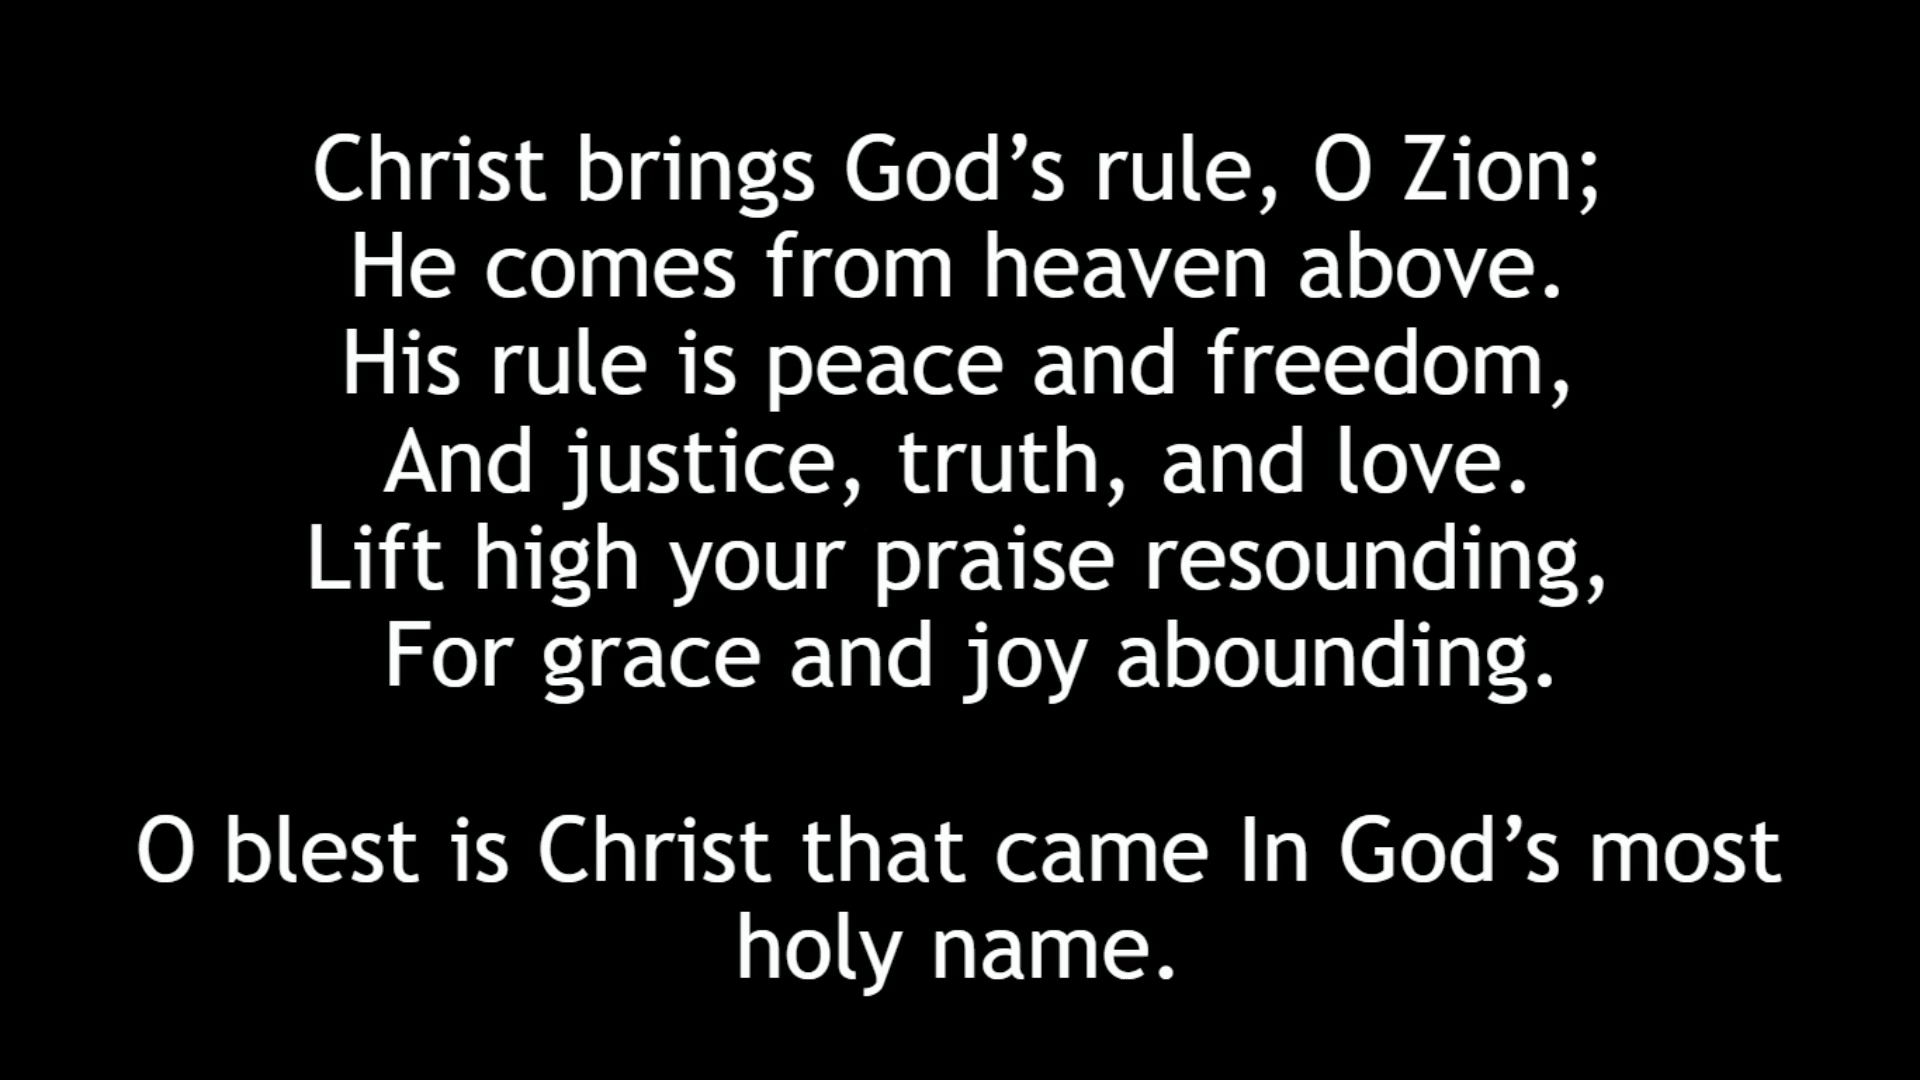 Christ brings God’s rule, O Zion;
He comes from heaven above.
His rule is peace and freedom,
And justice, truth, and love.
Lift high your praise resounding,
For grace and joy abounding.
O blest is Christ that came In God’s most
holy name.